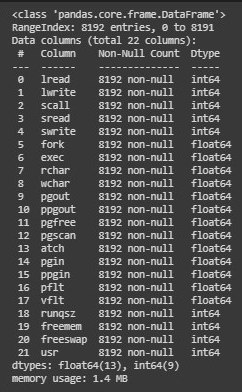 <class 'pandas.core.frame.DataFrame'>
RangeIndex: 8192 entries, 0 to 8191
Data columns (total 22 columns):
 #   Column    Non-Null Count  Dtype
---  ------    --------------  -----
 0   lread     8192 non-null   int64
 1   lwrite    8192 non-null   int64
 2   scall     8192 non-null   int64
 3   sread     8192 non-null   int64
 4   swrite    8192 non-null   int64
 5   fork      8192 non-null   float64
 6   exec      8192 non-null   float64
 7   rchar     8192 non-null   float64
 8   wchar     8192 non-null   float64
 9   pgout     8192 non-null   float64
 10  ppgout    8192 non-null   float64
 11  pgfree    8192 non-null   float64
 12  pgscan    8192 non-null   float64
 13  atch      8192 non-null   float64
 14  pgin      8192 non-null   float64
 15  ppgin     8192 non-null   float64
 16  pflt      8192 non-null   float64
 17  vflt      8192 non-null   float64
 18  runqsz    8192 non-null   int64
 19  freemem   8192 non-null   int64
 20  freeswap  8192 non-null   int64
 21  usr       8192 non-null   int64
dtypes: float64(13), int64(9)
memory usage: 1.4 MB